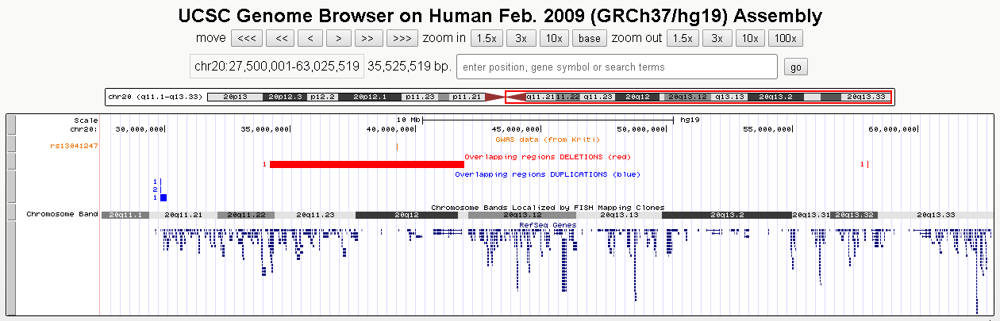 UCSC Genome Browser on Human Feb. 2009 (GRCh37/hg19) Assembly
move <<< << < > >> >>> zoom in 1.5x 3x 10x base zoom out 1.5x 3x 10x 100x
chr20:27,500,001-63,025,519 35,525,519 bp. enter position, gene symbol or search terms go
chr20 (q11.1-q13.33) 20p13 20p12.3 p12.2 20p12.1 p11.23 p11.21 q11.21 11.22 q11.23 20q12 20q13.12 q13.13 20q13.2 20q13.33
Scale 10 Mb hg19
chr20: 30,000,000 35,000,000 40,000,000 45,000,000 50,000,000 55,000,000 60,000,000
GWAS data (from Kriti)
rs13041247
Overlapping regions DELETIONS (red)
1 1
Overlapping regions DUPLICATIONS (blue)
1
2
1
Chromosome Bands Localized by FISH Mapping Clones
Chromosome Band 20q11.1 20q11.21 20q11.22 20q11.23 20q12 20q13.12 20q13.13 20q13.2 20q13.31 20q13.32 20q13.33
RefSeq Genes